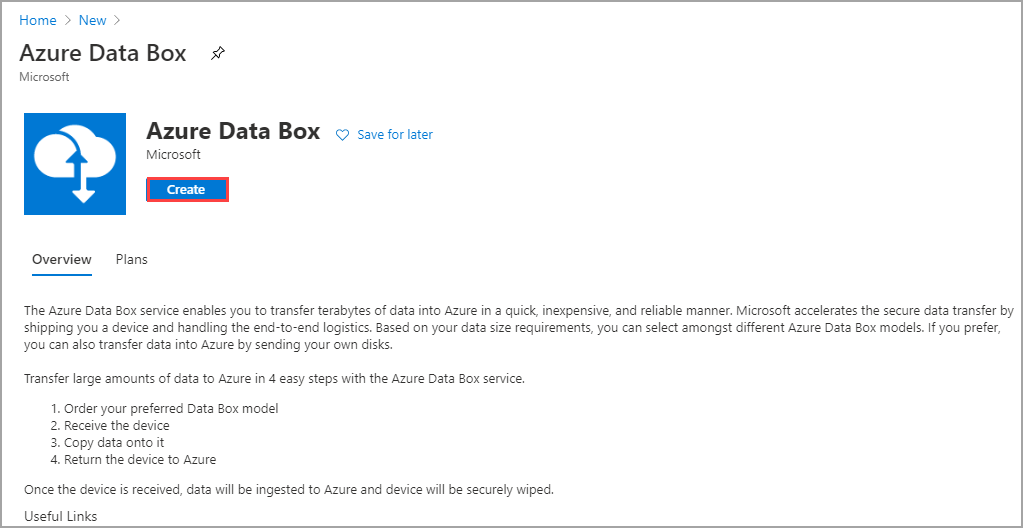 Home > New >
Azure Data Box
Microsoft
Azure Data Box
Save for later
Microsoft
Create
Overview Plans
The Azure Data Box service enables you to transfer terabytes of data into Azure in a quick, inexpensive, and reliable manner. Microsoft accelerates the secure data transfer by
shipping you a device and handling the end-to-end logistics. Based on your data size requirements, you can select amongst different Azure Data Box models. If you prefer,
you can also transfer data into Azure by sending your own disks.
Transfer large amounts of data to Azure in 4 easy steps with the Azure Data Box service.
1. Order your preferred Data Box model
2. Receive the device
3. Copy data onto it
4. Return the device to Azure
Once the device is received, data will be ingested to Azure and device will be securely wiped.
Useful Links